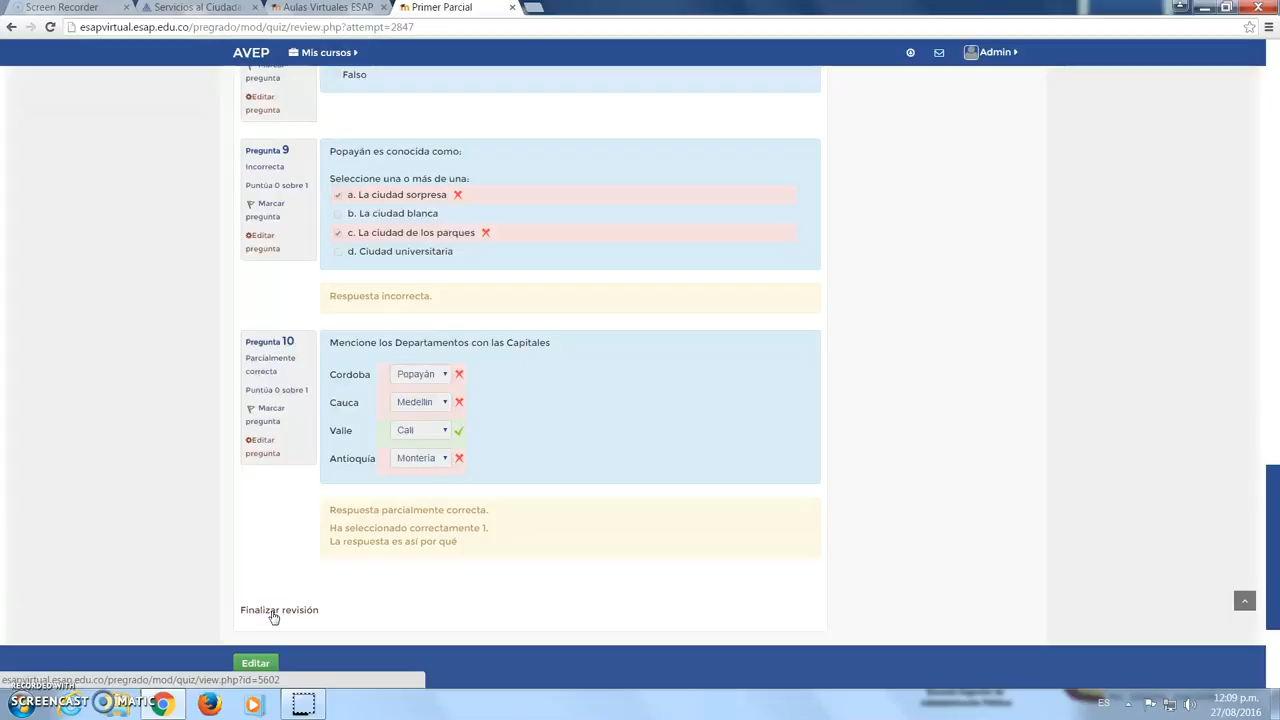 Screen Recorder
Servicios al Ciudadan
Aulas Virtuales ESAP
Primer Parcial
esapvirtual.esap.edu.co/pregrado/mod/quiz/review.php?attempt=2847
AVEP
Mis cursos
Admin
Marcar
pregunta
Editar
pregunta
Falso
Pregunta 9
Incorrecta
Puntúa 0 sobre 1
Marcar
pregunta
Editar
pregunta
Popayán es conocida como:
Seleccione una o más de una:
a. La ciudad sorpresa
b. La ciudad blanca
c. La ciudad de los parques
d. Ciudad universitaria
Respuesta incorrecta.
Pregunta 10
Parcialmente
correcta
Puntúa 0 sobre 1
Marcar
pregunta
Editar
pregunta
Mencione los Departamentos con las Capitales
Cordoba Popayán
Cauca Medellin
Valle Cali
Antioquia Monteria
Respuesta parcialmente correcta.
Ha seleccionado correctamente 1.
La respuesta es así por qué
Finalizar revisión
Editar
esapvirtual.esap.edu.co/pregrado/mod/quiz/view.php?id=5602
RECORDED WITH
SCREENCAST MATIC
ES
12:09 p.m.
27/08/2016